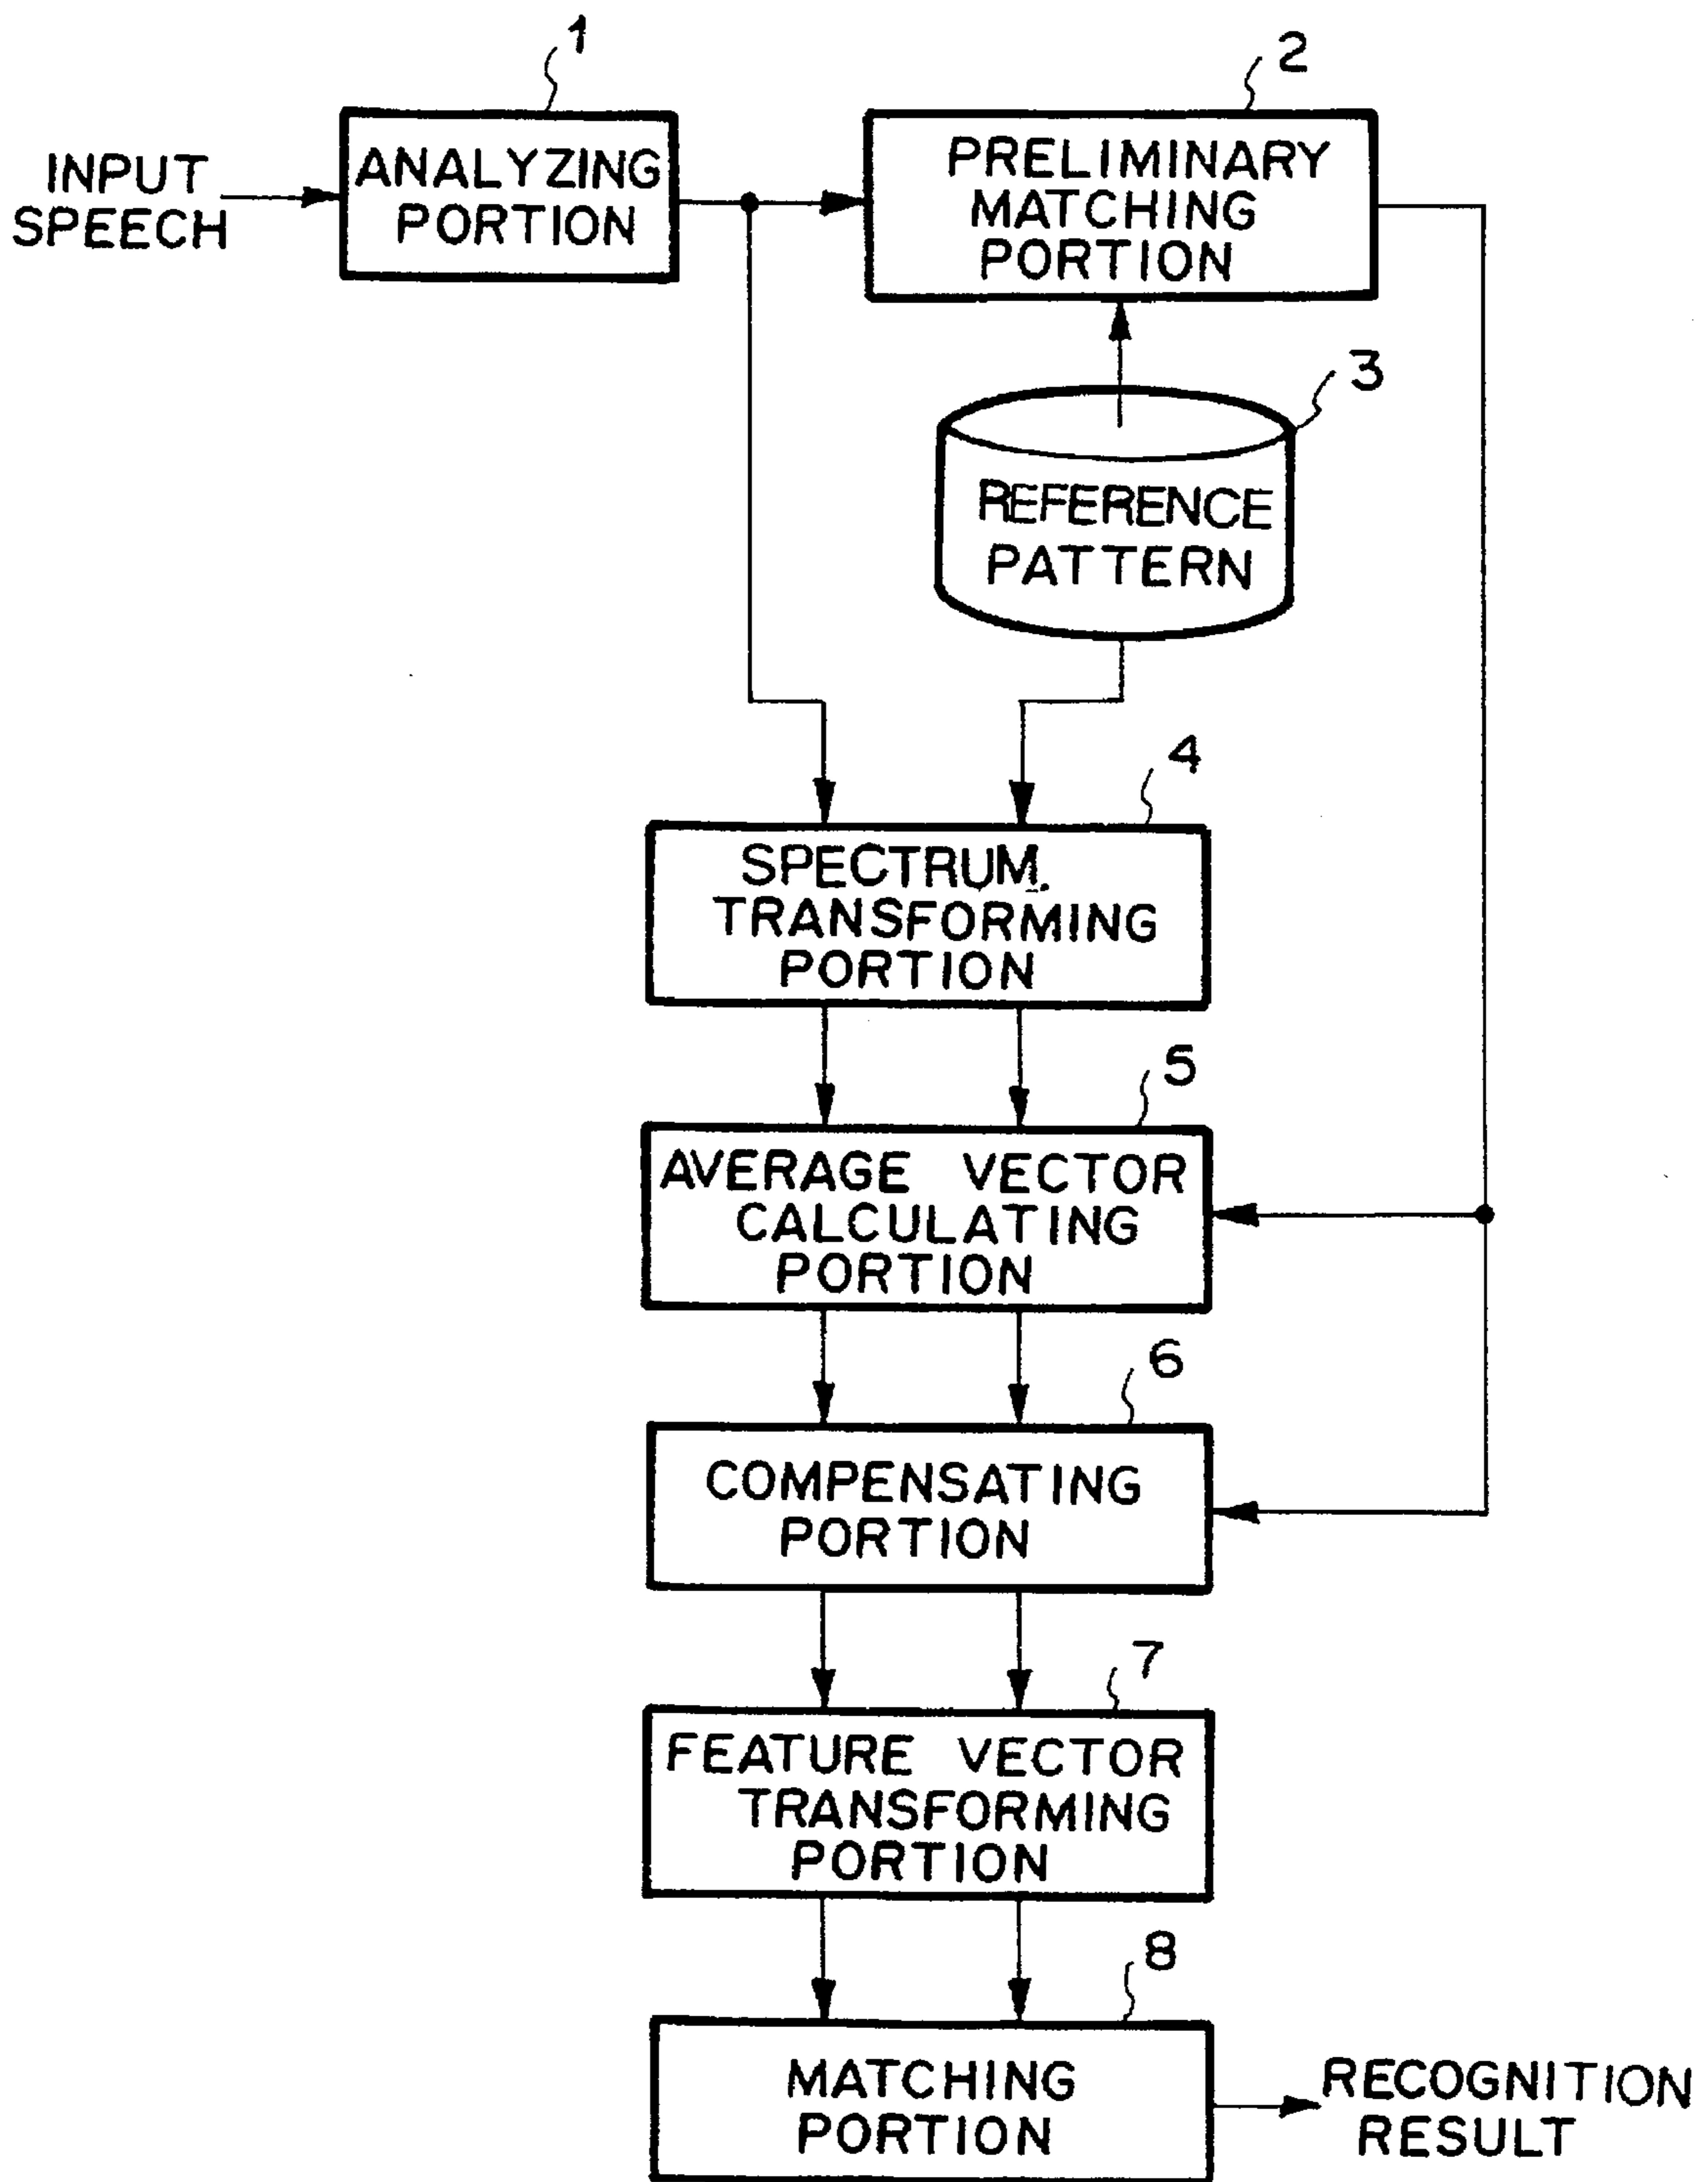 1
2
INPUT
SPEECH
ANALYZING
PORTION
PRELIMINARY
MATCHING
PORTION
3
REFERENCE
PATTERN
4
SPECTRUM
TRANSFORMING
PORTION
5
AVERAGE VECTOR
CALCULATING
PORTION
6
COMPENSATING
PORTION
7
FEATURE VECTOR
TRANSFORMING
PORTION
8
MATCHING
PORTION
RECOGNITION
RESULT